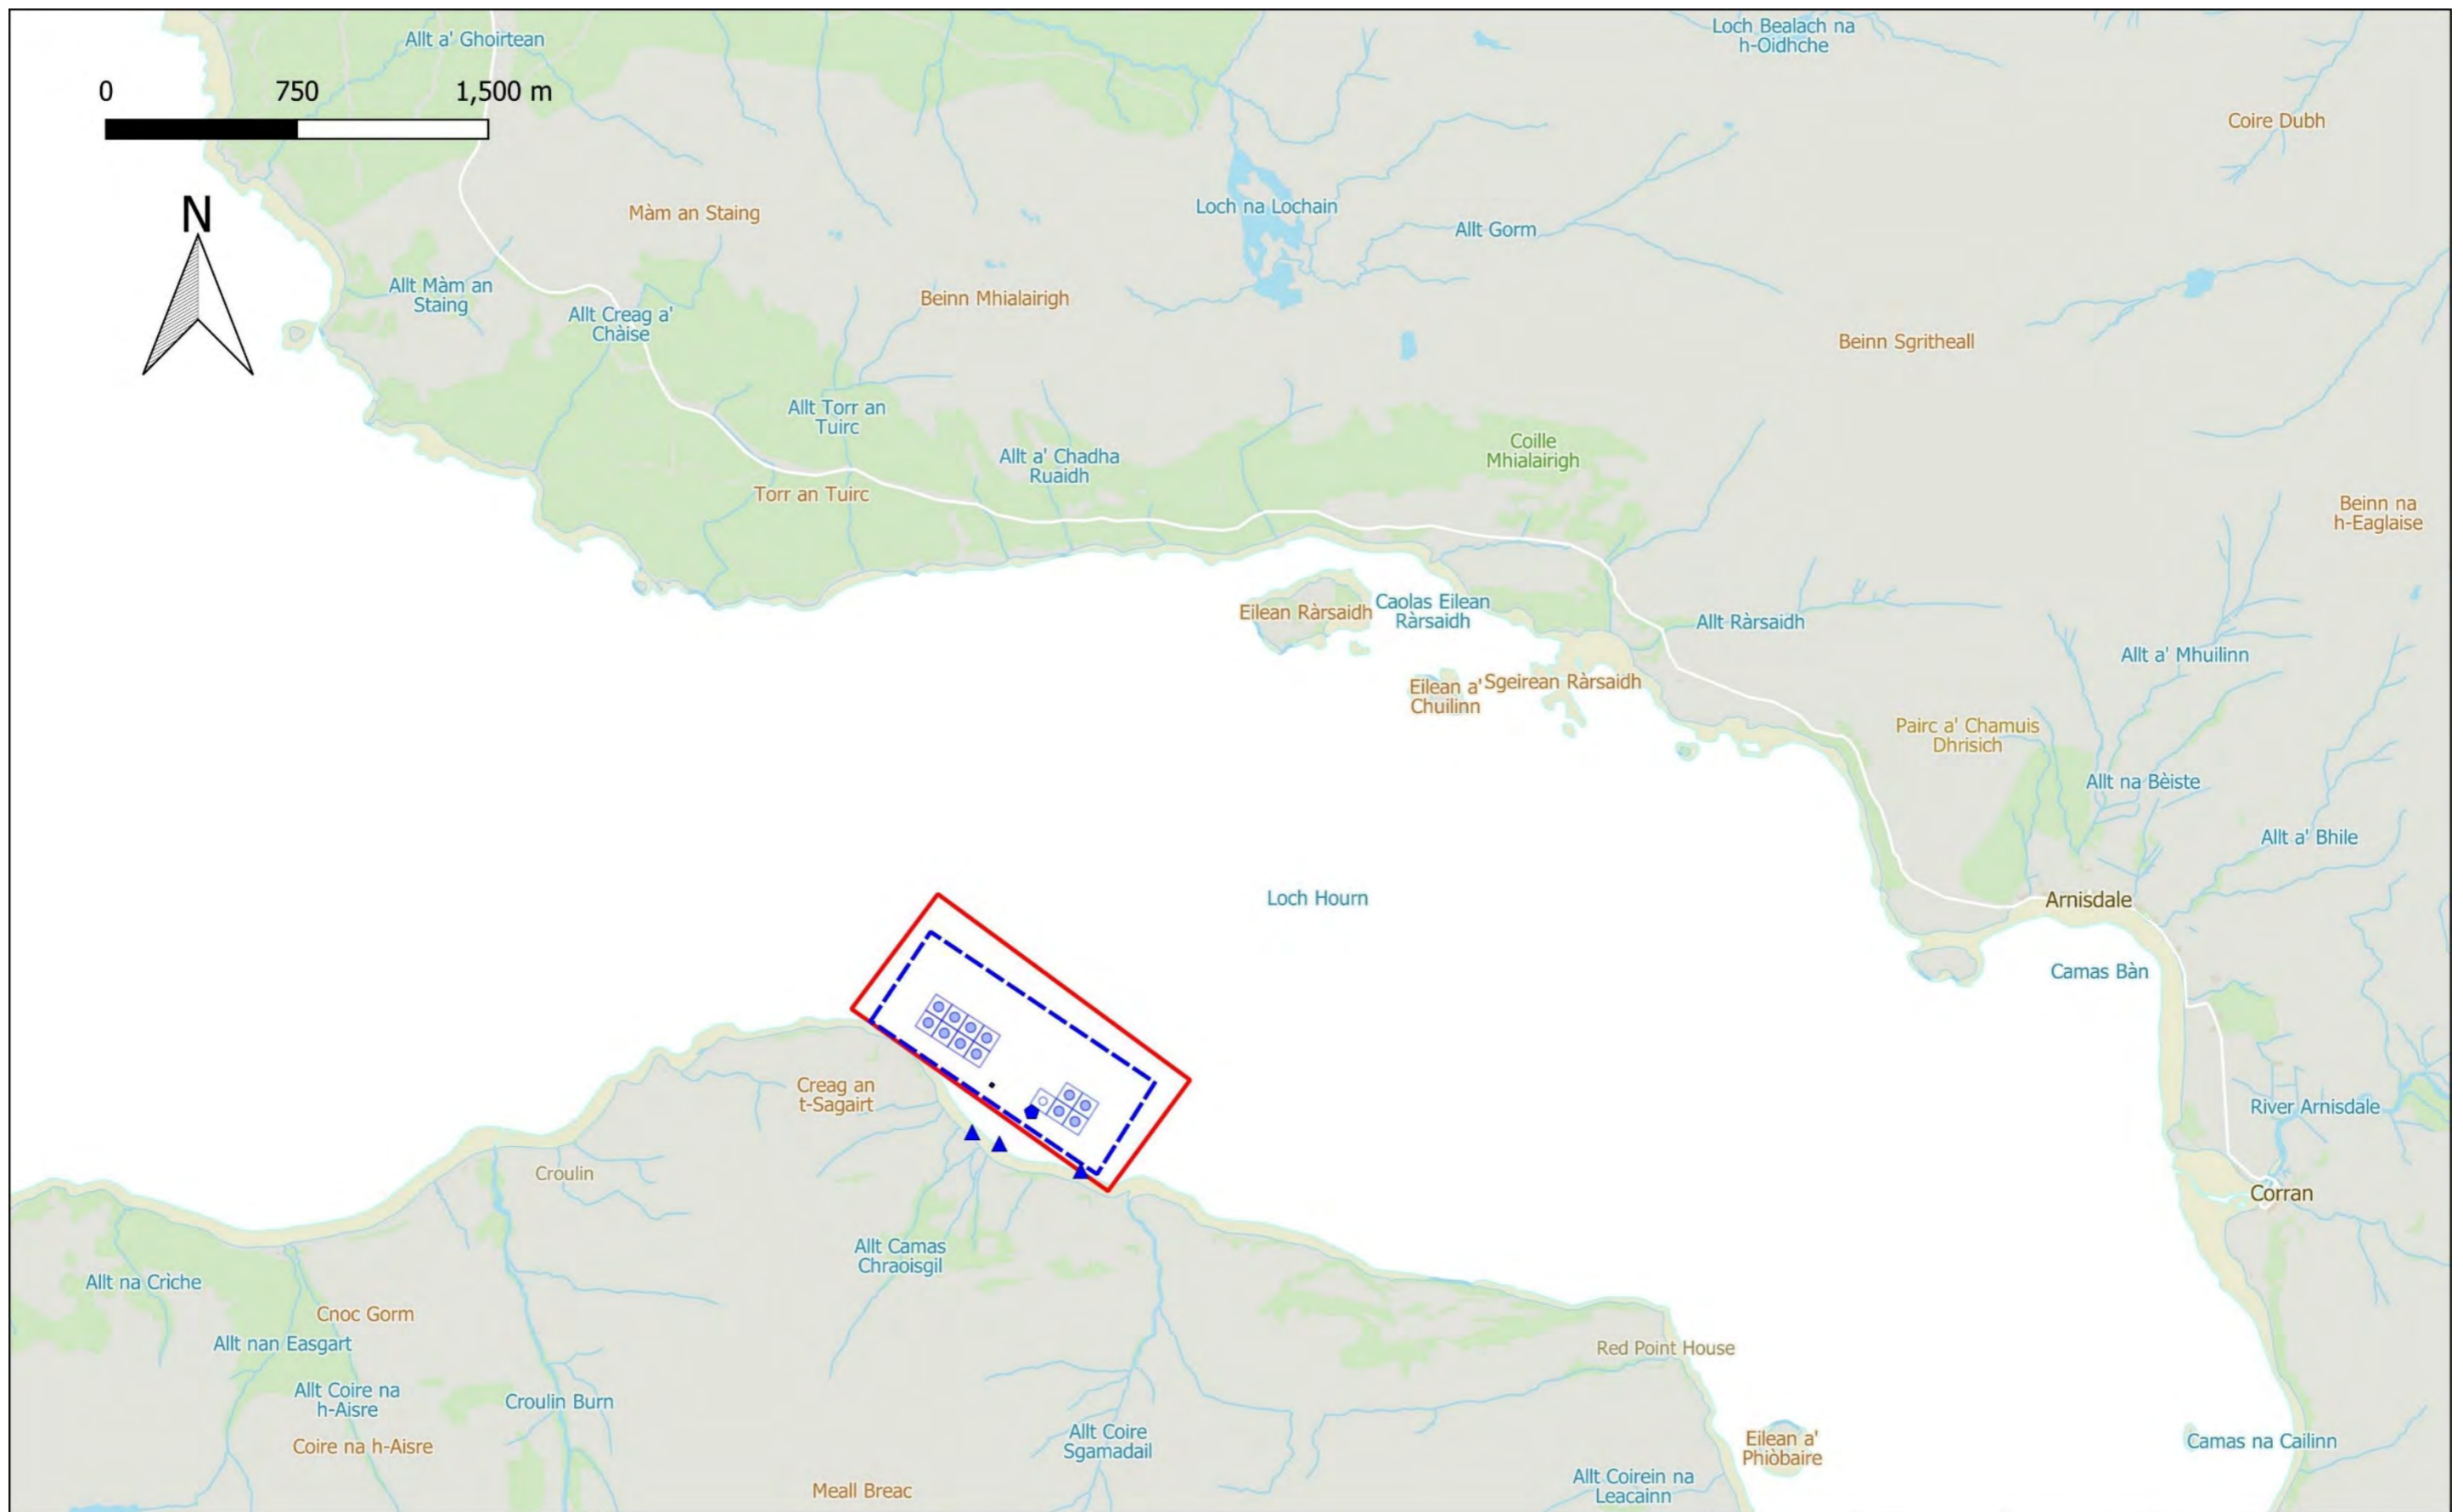 Allt a' Ghoirtean
Loch Bealach na
h-Oidhche
0 750 1,500 m
Coire Dubh
N
Màm an Staing
Loch na Lochain
Allt Gorm
Allt Màm an
Staing
Allt Creag a'
Chàise
Beinn Mhialairigh
Beinn Sgritheall
Allt Torr an
Tuirc
Allt a' Chadha
Ruaidh
Coille
Mhialairigh
Torr an Tuirc
Beinn na
h-Eaglaise
Eilean Ràrsaidh
Caolas Eilean
Ràrsaidh
Allt Ràrsaidh
Allt a' Mhuilinn
Eilean a'
Chuilinn
Sgeirean Ràrsaidh
Pairc a' Chamuis
Dhrisich
Allt na Bèiste
Allt a' Bhile
Loch Hourn
Arnisdale
Camas Bàn
Creag an
t-Sagairt
River Arnisdale
Croulin
Corran
Allt Camas
Chraoisgil
Allt na Crìche
Cnoc Gorm
Allt nan Easgart
Red Point House
Allt Coire na
h-Aisre
Croulin Burn
Coire na h-Aisre
Allt Coire
Sgamadail
Eilean a'
Phiòbaire
Camas na Cailinn
Meall Breac
Allt Coirein na
Leacainn